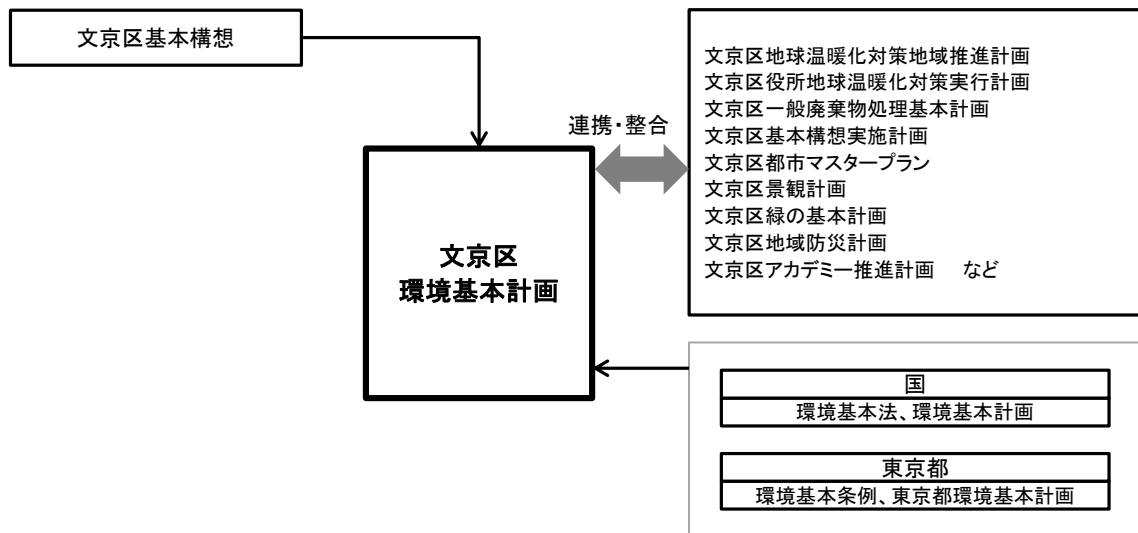 文京区基本構想
連携・整合
文京区地球温暖化対策地域推進計画
文京区役所地球温暖化対策実行計画
文京区一般廃棄物処理基本計画
文京区基本構想実施計画
文京区都市マスタープラン
文京区景観計画
文京区緑の基本計画
文京区地域防災計画
文京区アカデミー推進計画　など
文京区
環境基本計画
国
環境基本法、環境基本計画
東京都
環境基本条例、東京都環境基本計画